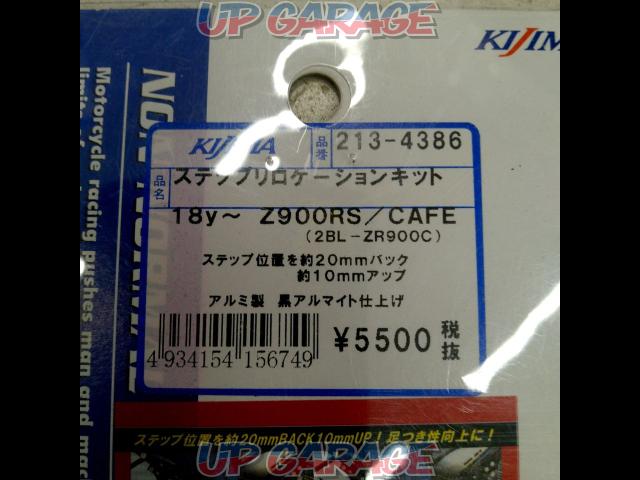 UP GARAGE
KIJIMA
NON
Motorcycle racing pushes man and mac
KIJIMA
品番
213-4386
品名
ステップリロケーションキット
18y～ Z900RS／CAFE
(2BL-ZR900C)
ステップ位置を約20mmバック
約10mmアップ
アルミ製 黒アルマイト仕上げ
¥5500 税抜
4 934154 156749
ステップ位置を約20mmBACK10mmUP！足つき性向上に！
UP GARAGE